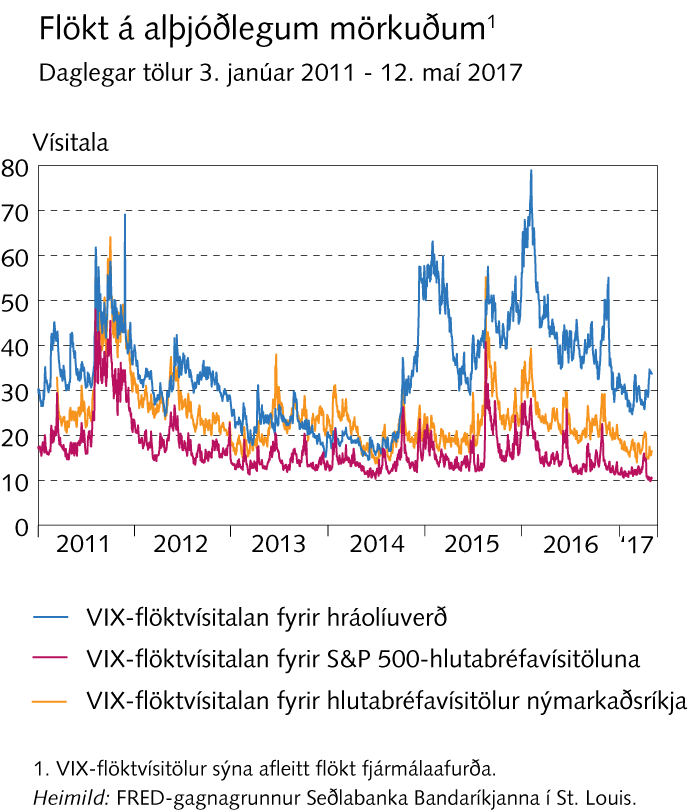 Flökt á alþjóðlegum mörkuðum¹
Daglegar tölur 3. janúar 2011 - 12. maí 2017
Vísitala
80
70
60
50
40
30
20
10
0
2011 2012 2013 2014 2015 2016 '17
VIX-flöktvísitalan fyrir hráolíuverð
VIX-flöktvísitalan fyrir S&P 500-hlutabréfavísitöluna
VIX-flöktvísitalan fyrir hlutabréfavísitölur nýmarkaðsríkja
1. VIX-flöktvísitölur sýna afleitt flökt fjármálaafurða.
Heimild: FRED-gagnagrunnur Seðlabanka Bandaríkjanna í St. Louis.